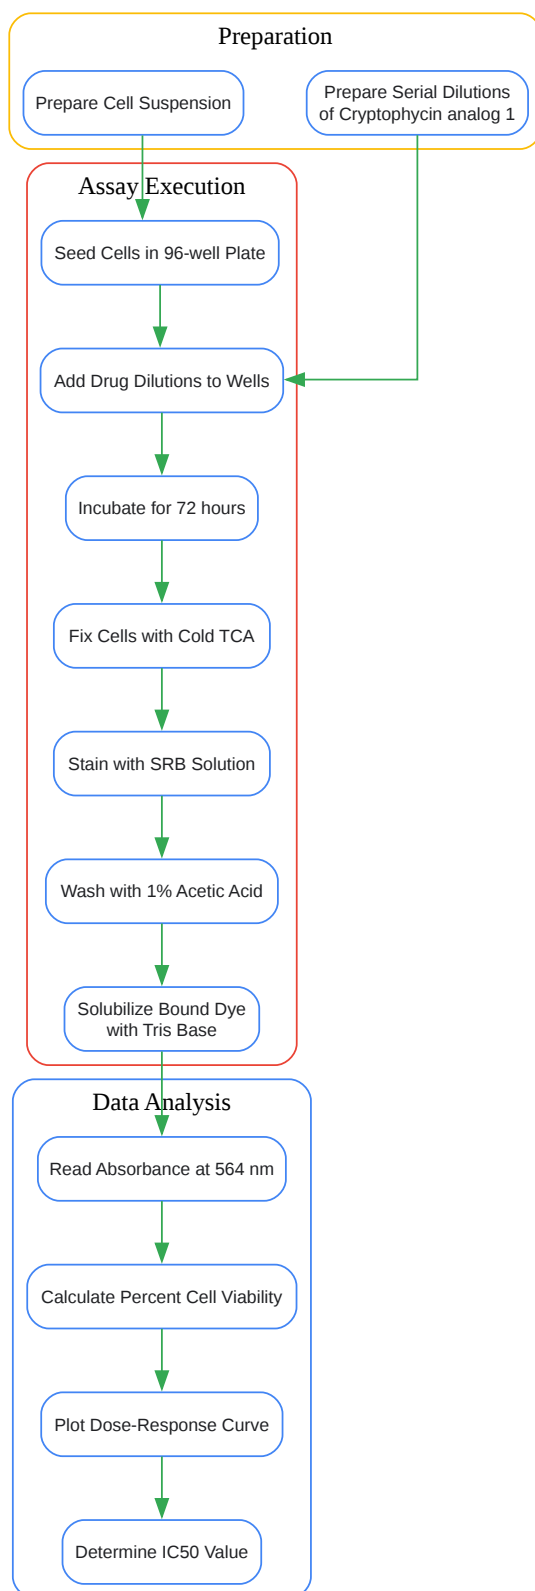 Preparation
Prepare Cell Suspension
Prepare Serial Dilutions
of Cryptophycin analog 1
Assay Execution
Seed Cells in 96-well Plate
Add Drug Dilutions to Wells
Incubate for 72 hours
Fix Cells with Cold TCA
Stain with SRB Solution
Wash with 1% Acetic Acid
Solubilize Bound Dye
with Tris Base
Data Analysis
Read Absorbance at 564 nm
Calculate Percent Cell Viability
Plot Dose-Response Curve
Determine IC50 Value